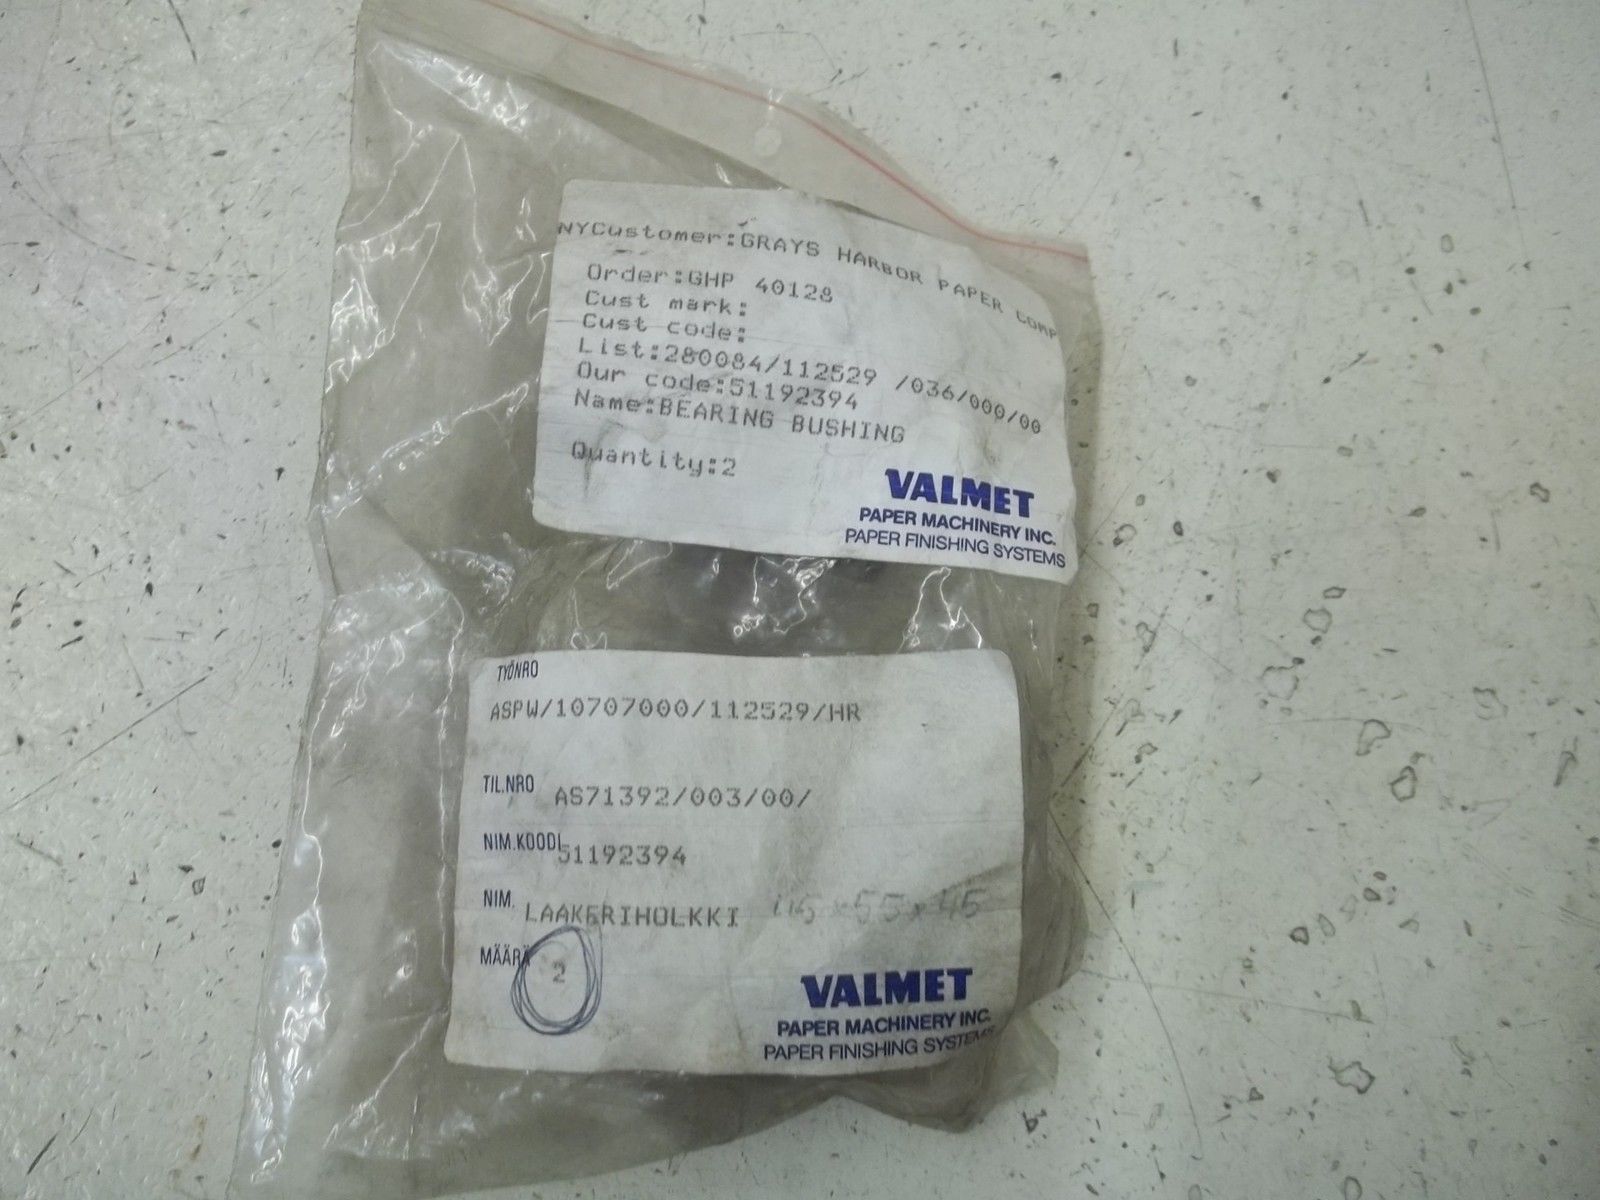 NYCustomer:GRAYS HARBOR PAPER COMP
Order:GHP 40128
Cust mark:
Cust code:
List:280084/112529 /036/000/00
Our code:51192394
Name:BEARING BUSHING
Quantity:2
VALMET
PAPER MACHINERY INC.
PAPER FINISHING SYSTEMS
TYÖNRO
ASPW/10707000/112529/HR
TIL.NRO AS71392/003/00/
NIM.KOODI 51192394
NIM. LAAKERIHOLKKI
MÄÄRÄ 2
VALMET
PAPER MACHINERY INC.
PAPER FINISHING SYSTEMS